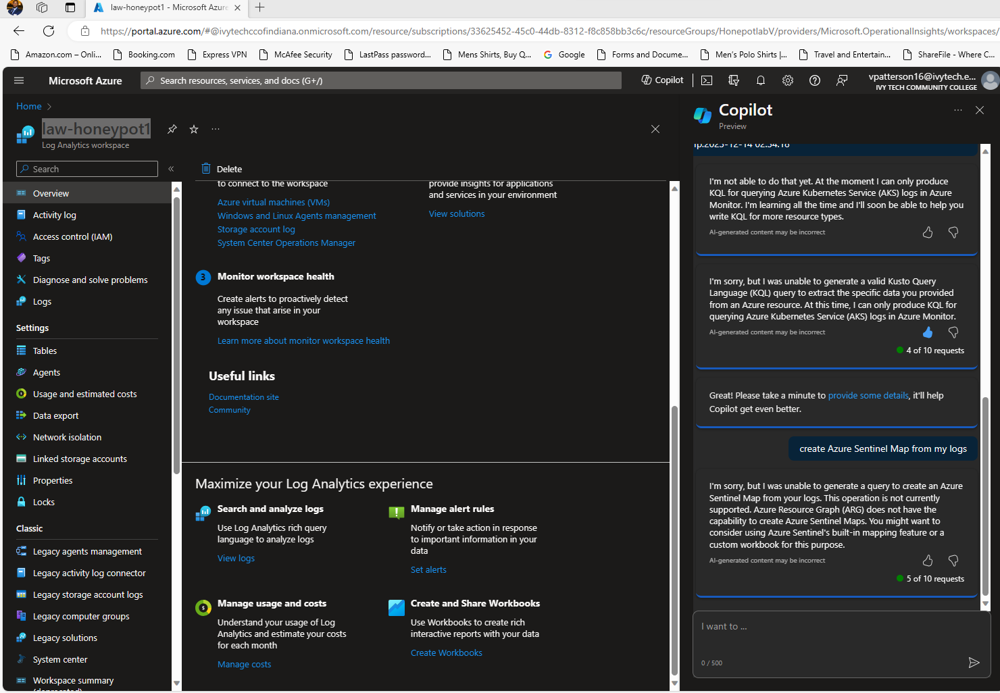 law-honeypot1 - Microsoft Azure
https://portal.azure.com/#@ivytechccofindiana.onmicrosoft.com/resource/subscriptions/33625452-45c0-44db-8312-f8c858bb3c6c/resourceGroups/HonepotlabV/providers/Microsoft.OperationalInsights/workspaces/
Amazon.com – Onli...
Booking.com
Express VPN
McAfee Security
LastPass password...
Mens Shirts, Buy Q...
Google
Forms and Docume...
Men's Polo Shirts |...
Travel and Entertain...
ShareFile - Where C...
Microsoft Azure
Search resources, services, and docs (G+/)
Copilot
vpatterson16@ivytech.e...
IVY TECH COMMUNITY COLLEGE
Home
law-honeypot1
Log Analytics workspace
Search
Overview
Activity log
Access control (IAM)
Tags
Diagnose and solve problems
Logs
Settings
Tables
Agents
Usage and estimated costs
Data export
Network isolation
Linked storage accounts
Properties
Locks
Classic
Legacy agents management
Legacy activity log connector
Legacy storage account logs
Legacy computer groups
Legacy solutions
System center
Workspace summary
(deprecated)
Delete
to connect to the workspace
Azure virtual machines (VMs)
Windows and Linux Agents management
Storage account log
System Center Operations Manager
provide insights for applications
and services in your environment
View solutions
3
Monitor workspace health
Create alerts to proactively detect
any issue that arise in your
workspace
Learn more about monitor workspace health
Useful links
Documentation site
Community
Maximize your Log Analytics experience
Search and analyze logs
Use Log Analytics rich query
language to analyze logs
View logs
Manage alert rules
Notify or take action in response
to important information in your
data
Set alerts
Manage usage and costs
Understand your usage of Log
Analytics and estimate your costs
for each month
Manage costs
Create and Share Workbooks
Use Workbooks to create rich
interactive reports with your data
Create Workbooks
Copilot
Preview
I'm not able to do that yet. At the moment I can only produce
KQL for querying Azure Kubernetes Service (AKS) logs in Azure
Monitor. I'm learning all the time and I'll soon be able to help you
write KQL for more resource types.
AI-generated content may be incorrect
I'm sorry, but I was unable to generate a valid Kusto Query
Language (KQL) query to extract the specific data you provided
from an Azure resource. At this time, I can only produce KQL for
querying Azure Kubernetes Service (AKS) logs in Azure Monitor.
AI-generated content may be incorrect
4 of 10 requests
Great! Please take a minute to provide some details, it'll help
Copilot get even better.
create Azure Sentinel Map from my logs
I'm sorry, but I was unable to generate a query to create an Azure
Sentinel Map from your logs. This operation is not currently
supported. Azure Resource Graph (ARG) does not have the
capability to create Azure Sentinel Maps. You might want to
consider using Azure Sentinel's built-in mapping feature or a
custom workbook for this purpose.
AI-generated content may be incorrect
5 of 10 requests
I want to ...
0 / 500